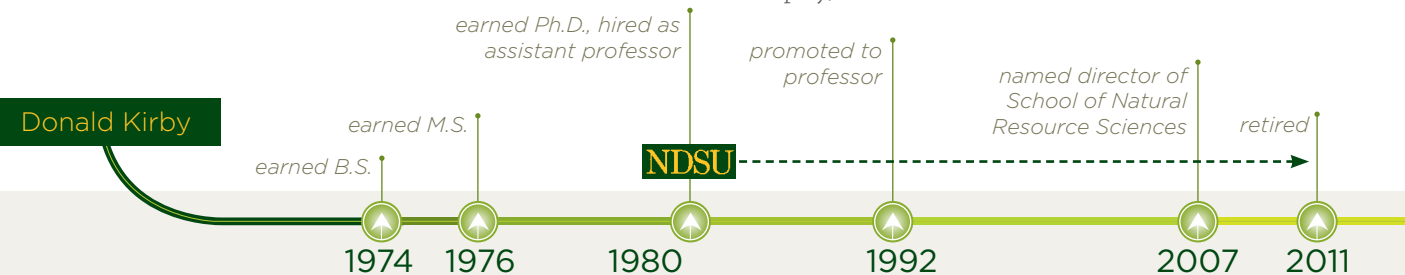 earned Ph.D., hired as
assistant professor
promoted to
professor
named director of
School of Natural
Resource Sciences
retired
Donald Kirby
earned M.S.
earned B.S.
NDSU
1974
1976
1980
1992
2007
2011